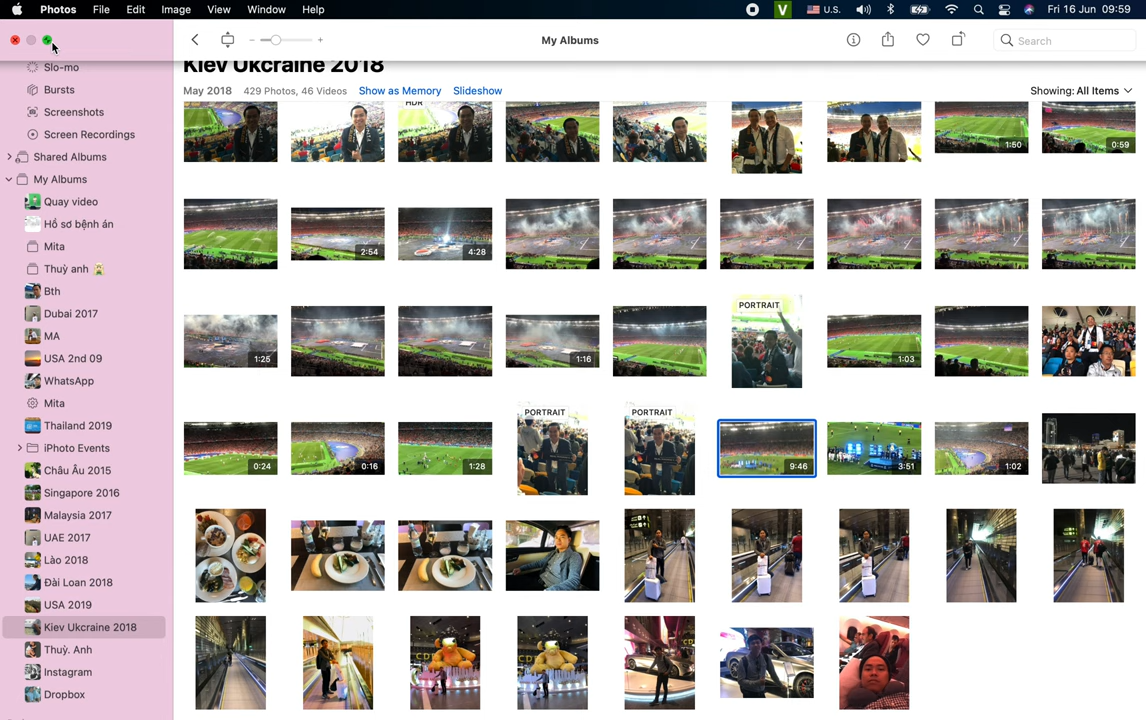 Photos File Edit Image View Window Help V U.S. Fri 16 Jun 09:59
My Albums Search
Slo-mo
Bursts
Screenshots
Screen Recordings
Shared Albums
My Albums
Quay video
Hồ sơ bệnh án
Mita
Thuỳ anh
Bth
Dubai 2017
MA
USA 2nd 09
WhatsApp
Mita
Thailand 2019
iPhoto Events
Châu Âu 2015
Singapore 2016
Malaysia 2017
UAE 2017
Lào 2018
Đài Loan 2018
USA 2019
Kiev Ukcraine 2018
Thuỳ. Anh
Instagram
Dropbox
Kiev Ukcraine 2018
May 2018 429 Photos, 46 Videos Show as Memory Slideshow Showing: All Items
HDR
1:50 0:59
2:54 4:28
PORTRAIT
1:25 1:16 1:03
PORTRAIT PORTRAIT
0:24 0:16 1:28 9:46 3:51 1:02